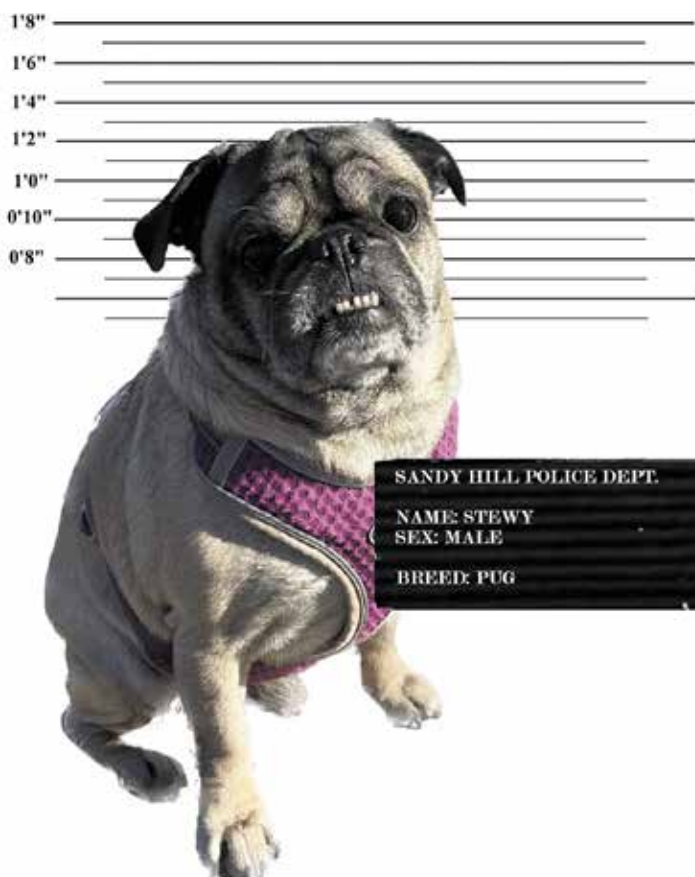 1'8"
1'6"
1'4"
1'2"
1'0"
0'10"
0'8"
SANDY HILL POLICE DEPT.
NAME: STEWY
SEX: MALE
BREED: PUG